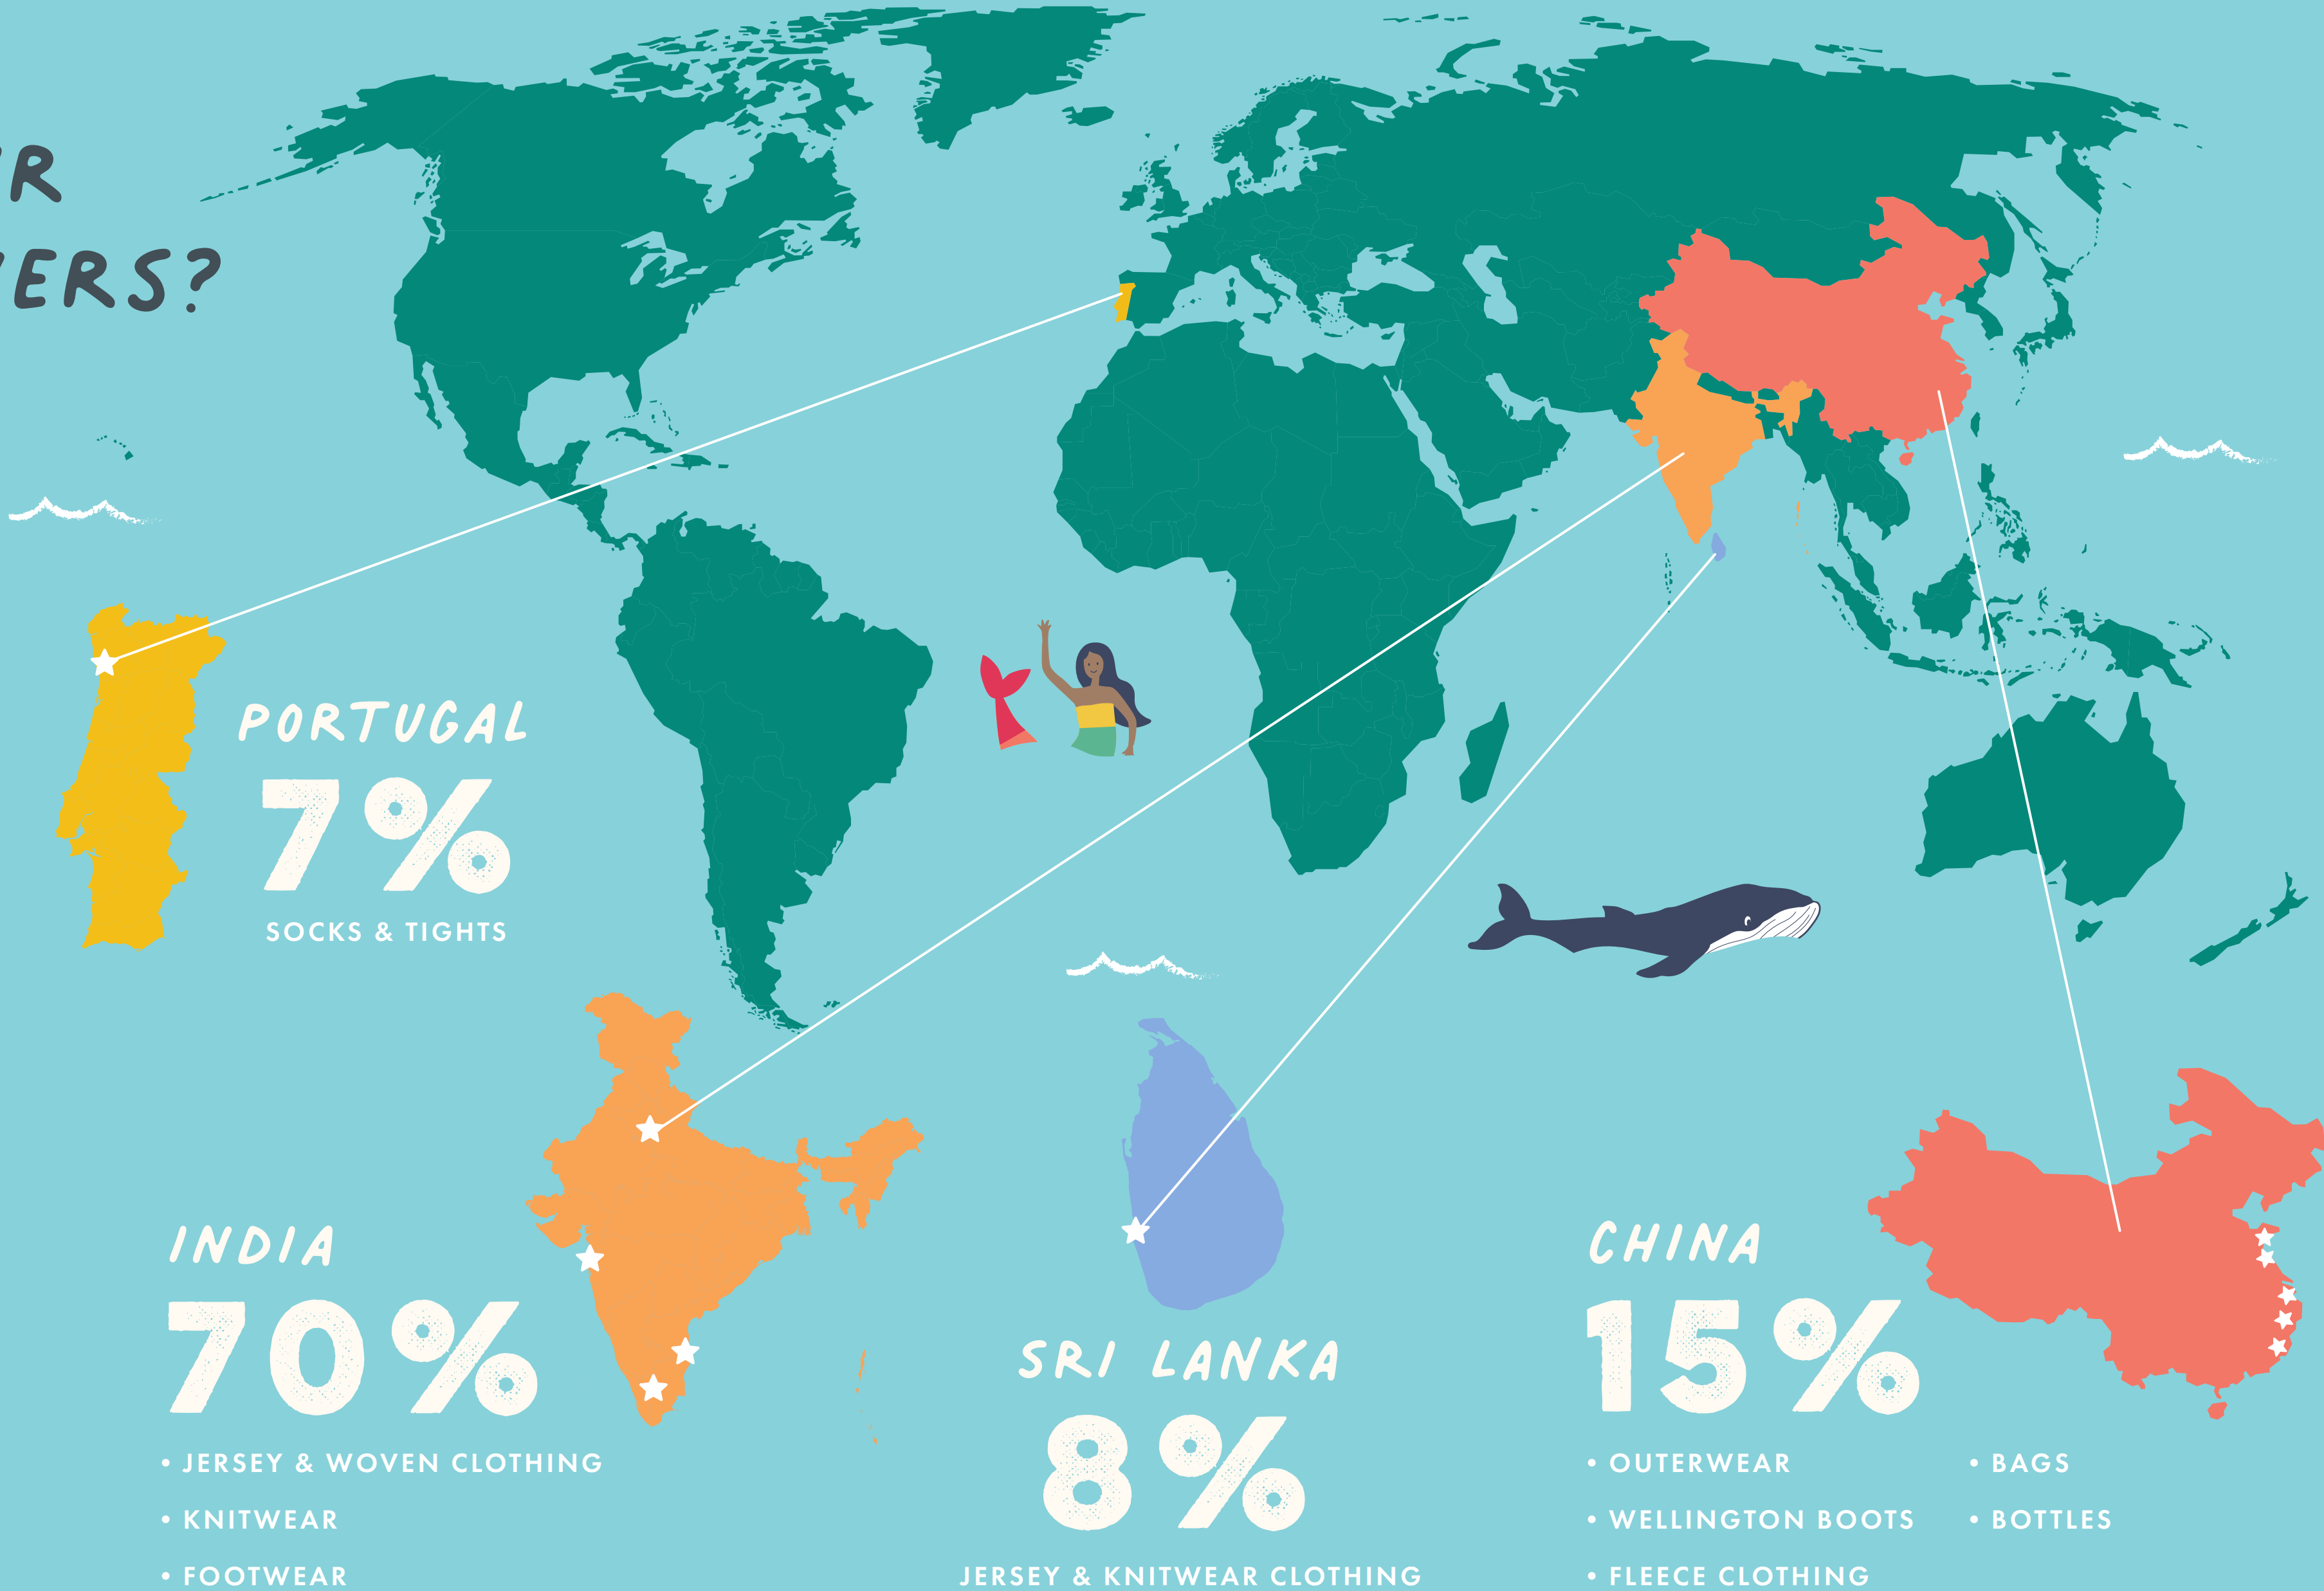 R
ERS?
PORTUGAL
7%
SOCKS & TIGHTS
INDIA
70%
• JERSEY & WOVEN CLOTHING
• KNITWEAR
• FOOTWEAR
SRI LANKA
8%
JERSEY & KNITWEAR CLOTHING
CHINA
15%
• OUTERWEAR
• WELLINGTON BOOTS
• FLEECE CLOTHING
• BAGS
• BOTTLES